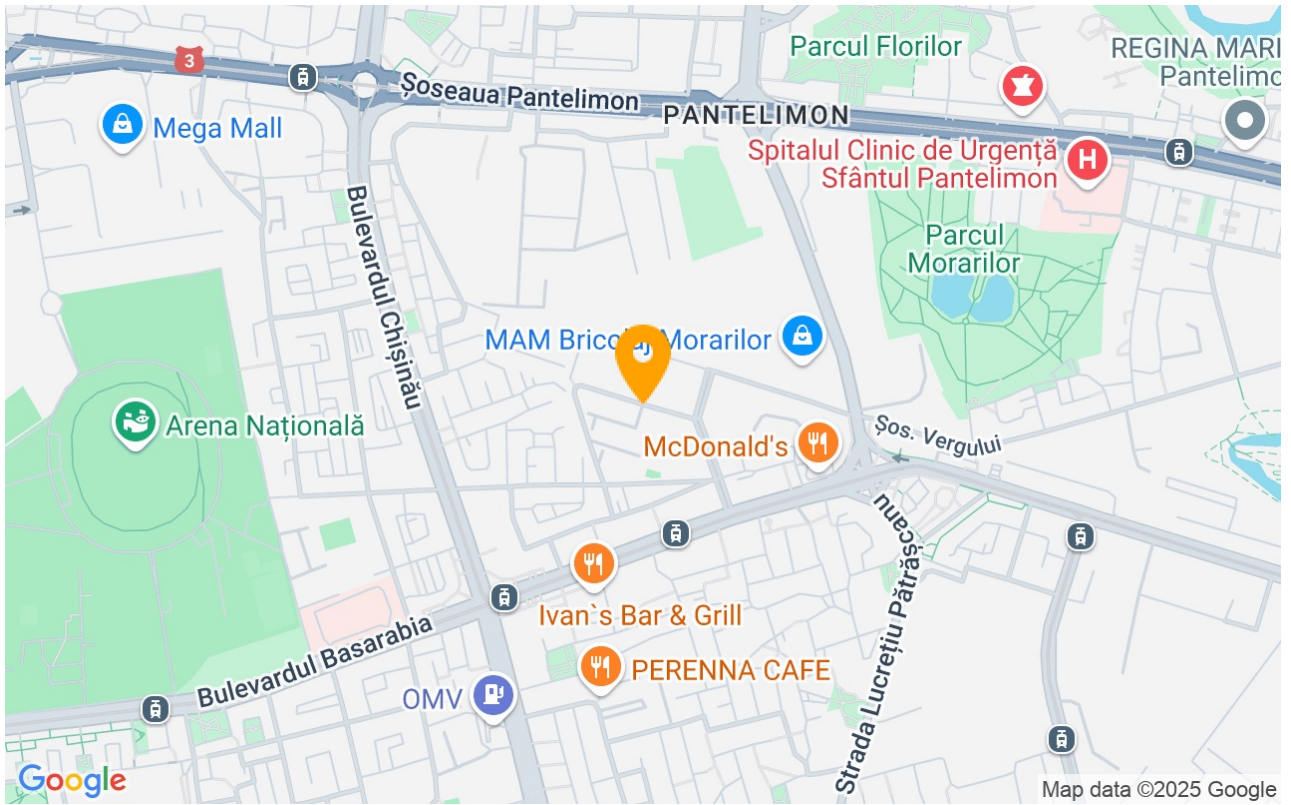 Parcul Florilor
REGINA MARI
Pantelimo
3
Șoseaua Pantelimon
PANTELIMON
Mega Mall
Spitalul Clinic de Urgență
Sfântul Pantelimon
H
Bulevardul Chișinău
Parcul
Morarilor
MAM Bricolaj Morarilor
Arena Națională
McDonald's
Șos. Vergului
Strada Lucrețiu Pătrășcanu
Ivan`s Bar & Grill
Bulevardul Basarabia
PERENNA CAFE
OMV
Google
Map data ©2025 Google